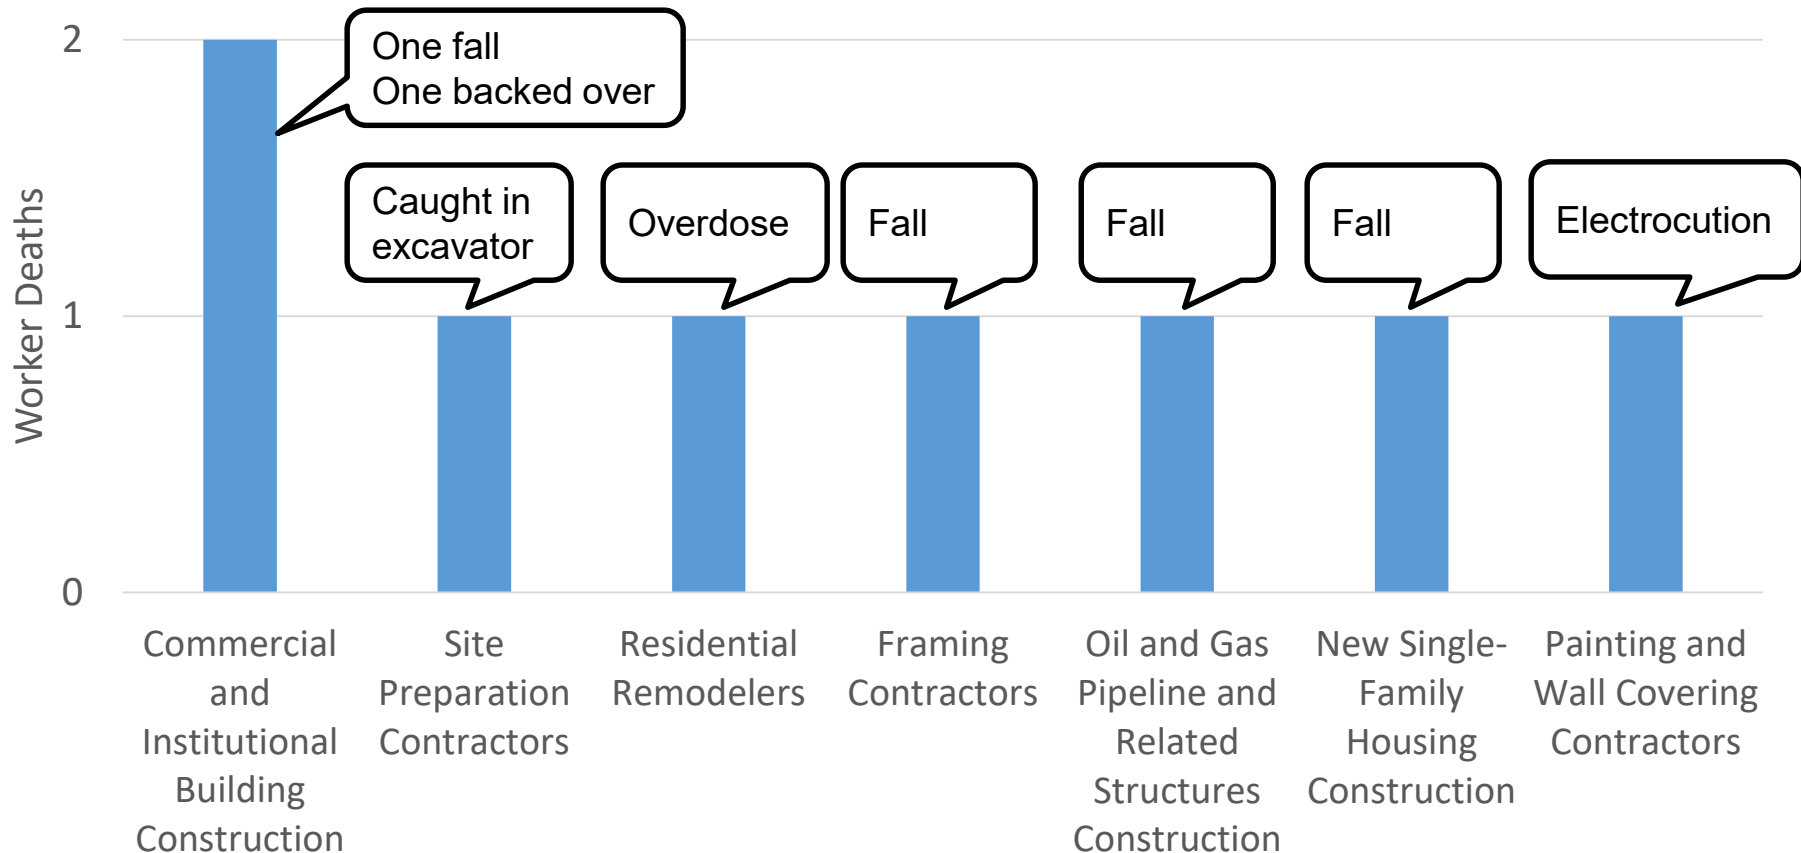 Worker Deaths
2
1
0
One fall
One backed over
Caught in
excavator
Overdose
Fall
Fall
Fall
Electrocution
Commercial
and
Institutional
Building
Construction
Site
Preparation
Contractors
Residential
Remodelers
Framing
Contractors
Oil and Gas
Pipeline and
Related
Structures
Construction
New Single-
Family
Housing
Construction
Painting and
Wall Covering
Contractors